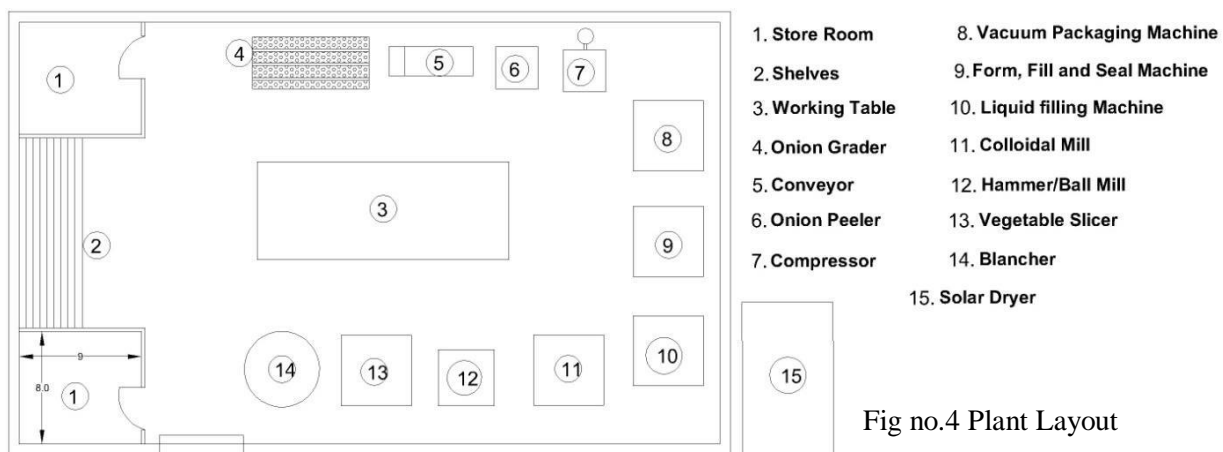 1
2
3
4
5
6
7
8
9
10
11
12
13
14
15
1
9
8.0
1. Store Room
2. Shelves
3. Working Table
4. Onion Grader
5. Conveyor
6. Onion Peeler
7. Compressor
8. Vacuum Packaging Machine
9. Form, Fill and Seal Machine
10. Liquid filling Machine
11. Colloidal Mill
12. Hammer/Ball Mill
13. Vegetable Slicer
14. Blancher
15. Solar Dryer
Fig no.4 Plant Layout